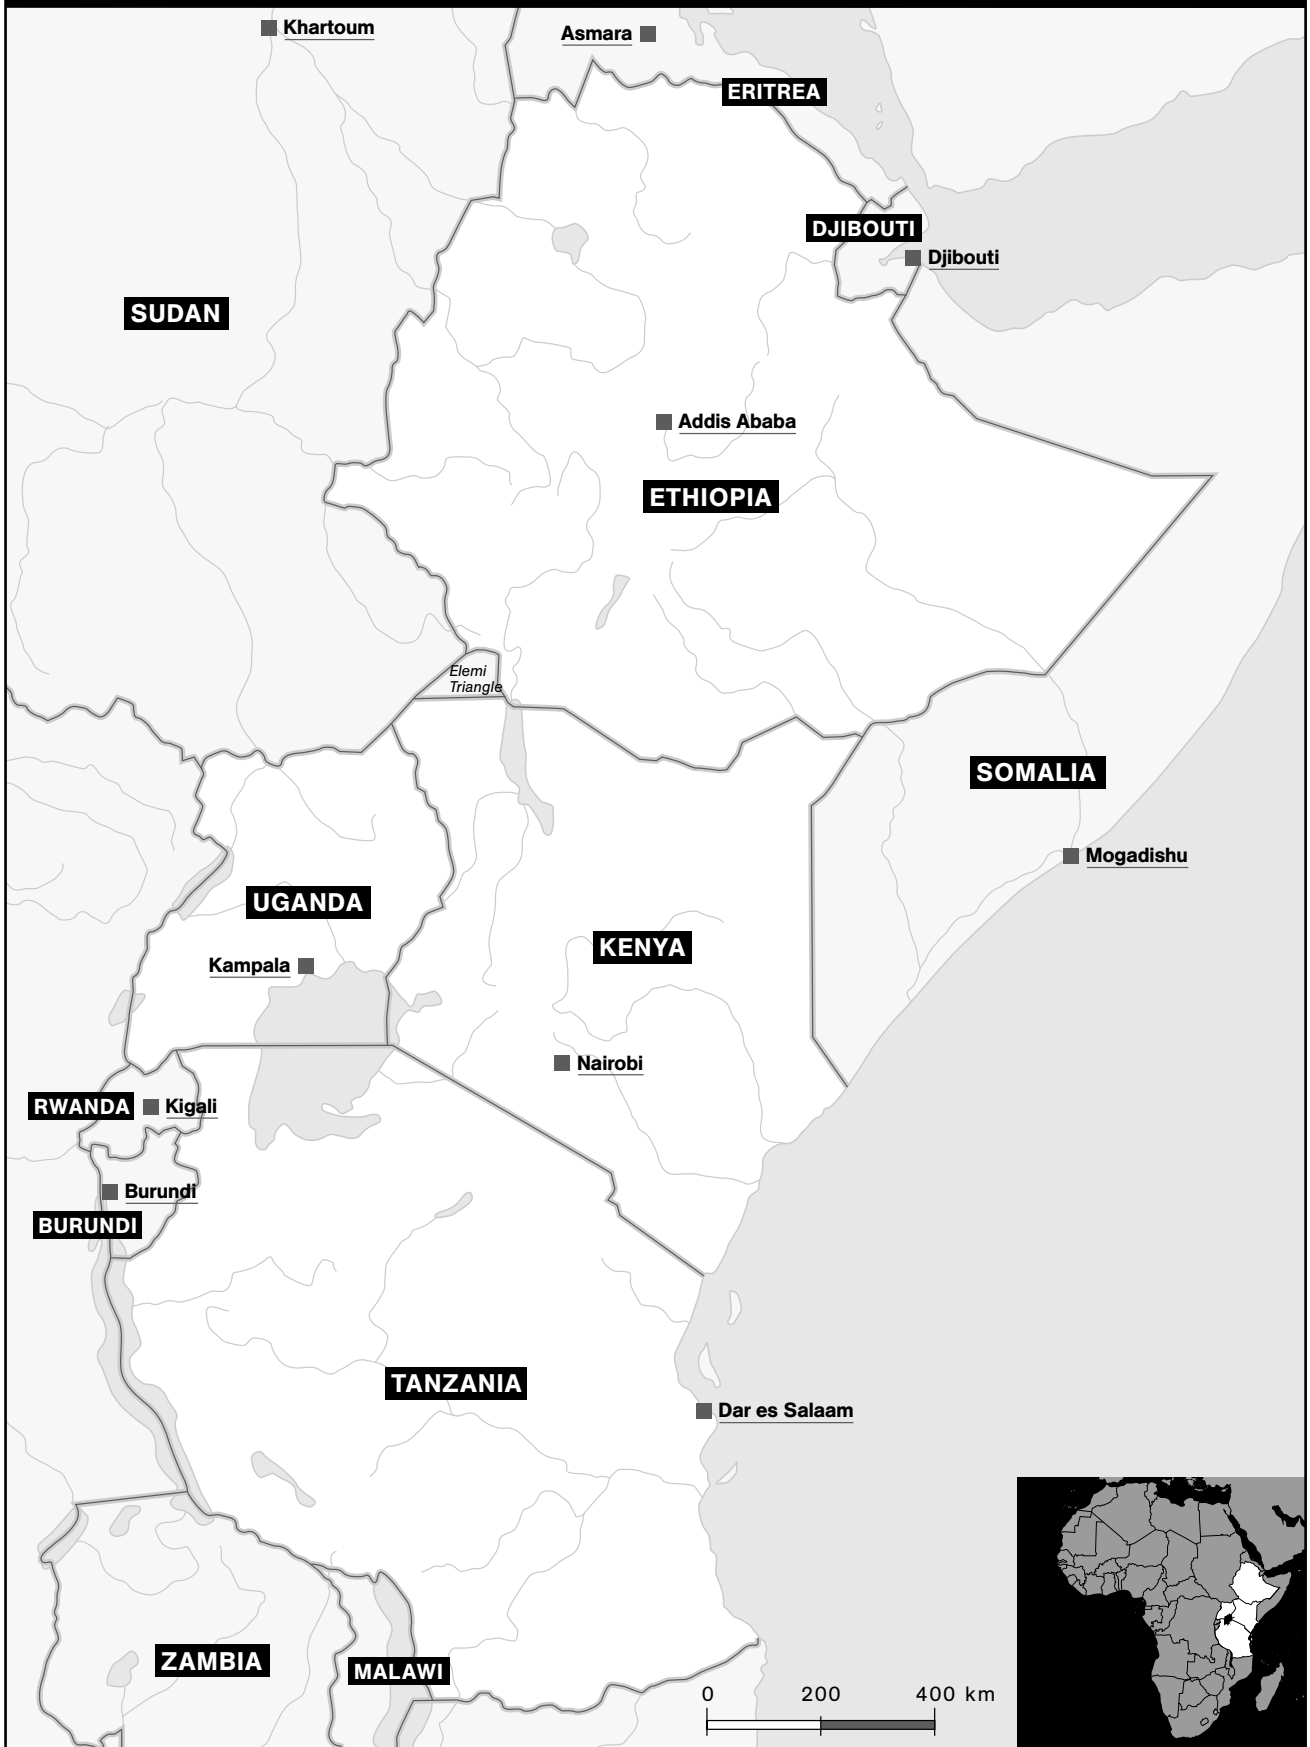 Khartoum
Asmara
ERITREA
DJIBOUTI
Djibouti
SUDAN
Addis Ababa
ETHIOPIA
Elemi
Triangle
SOMALIA
Mogadishu
UGANDA
KENYA
Kampala
Nairobi
RWANDA
Kigali
Burundi
BURUNDI
TANZANIA
Dar es Salaam
ZAMBIA
MALAWI
0 200 400 km